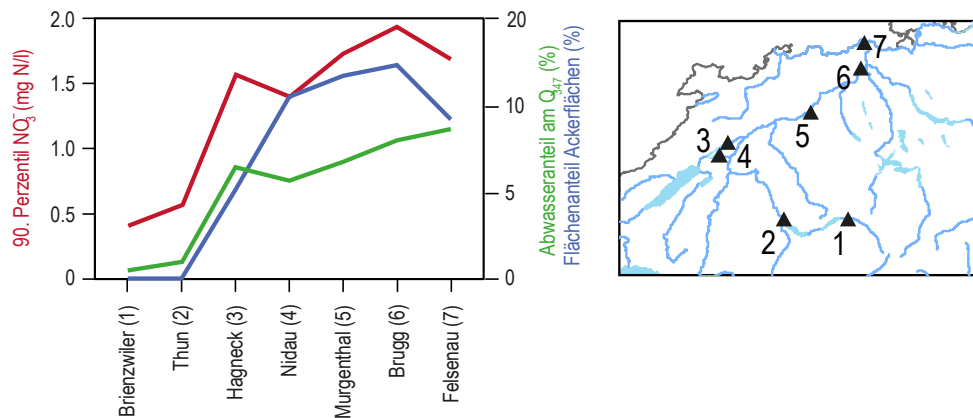 90. Perzentil NO₃⁻ (mg N/l)
2.0
1.5
1.0
0.5
0
20
10
5
0
Abwasseranteil am Q₃₄₇ (%)
Flächenanteil Ackerflächen (%)
Brienzwiler (1)
Thun (2)
Hagneck (3)
Nidau (4)
Murgenthal (5)
Brugg (6)
Felsenau (7)
7
6
5
3
4
2
1